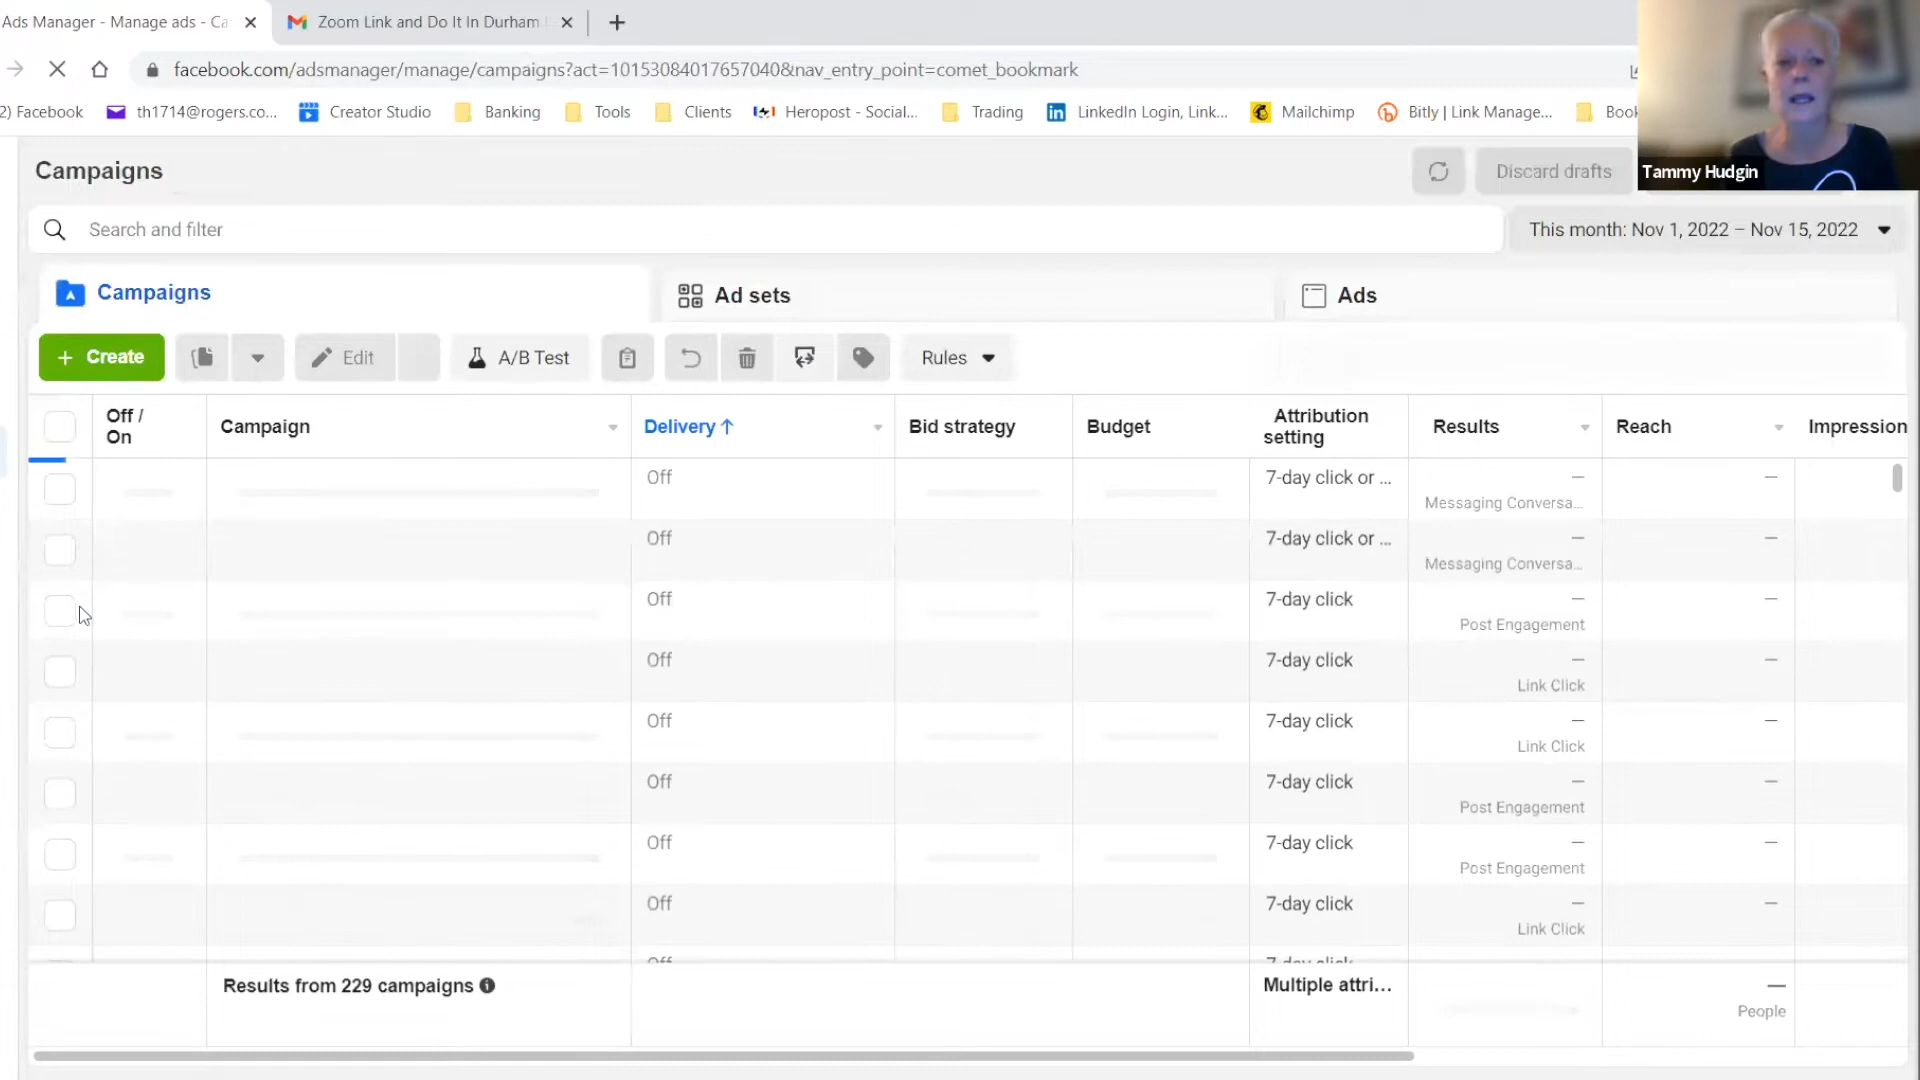 Ads Manager - Manage ads - Ca
Zoom Link and Do It In Durham
facebook.com/adsmanager/manage/campaigns?act=10153084017657040&nav_entry_point=comet_bookmark
2) Facebook
th1714@rogers.co...
Creator Studio
Banking
Tools
Clients
Heropost - Social...
Trading
LinkedIn Login, Link...
Mailchimp
Bitly | Link Manage...
Book
Tammy Hudgin
Campaigns
Discard drafts
Search and filter
This month: Nov 1, 2022 – Nov 15, 2022
Campaigns
Ad sets
Ads
+ Create
Edit
A/B Test
Rules
Off /
On
Campaign
Delivery ↑
Bid strategy
Budget
Attribution
setting
Results
Reach
Impression
Off
7-day click or ...
—
—
Messaging Conversa...
Off
7-day click or ...
—
—
Messaging Conversa...
Off
7-day click
—
—
Post Engagement
Off
7-day click
—
—
Link Click
Off
7-day click
—
—
Link Click
Off
7-day click
—
—
Post Engagement
Off
7-day click
—
—
Post Engagement
Off
7-day click
—
—
Link Click
Off
7-day click
Results from 229 campaigns
Multiple attri...
—
People